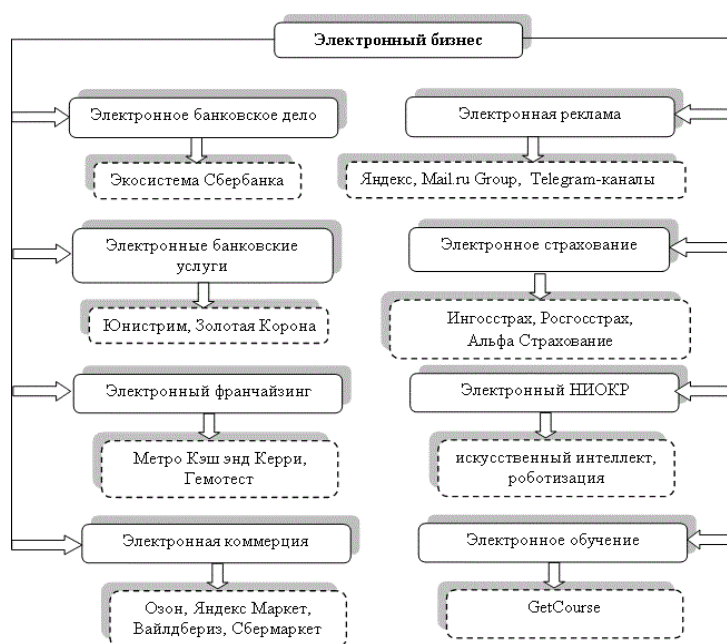 Электронный бизнес
Электронное банковское дело
Экосистема Сбербанка
Электронные банковские
услуги
Юнистрим, Золотая Корона
Электронный франчайзинг
Метро Кэш энд Керри,
Гемотест
Электронная коммерция
Озон, Яндекс Маркет,
Вайлдбериз, Сбермаркет
Электронная реклама
Яндекс, Mail.ru Group, Telegram-каналы
Электронное страхование
Ингосстрах, Росгосстрах,
Альфа Страхование
Электронный НИОКР
искусственный интеллект,
роботизация
Электронное обучение
GetCourse